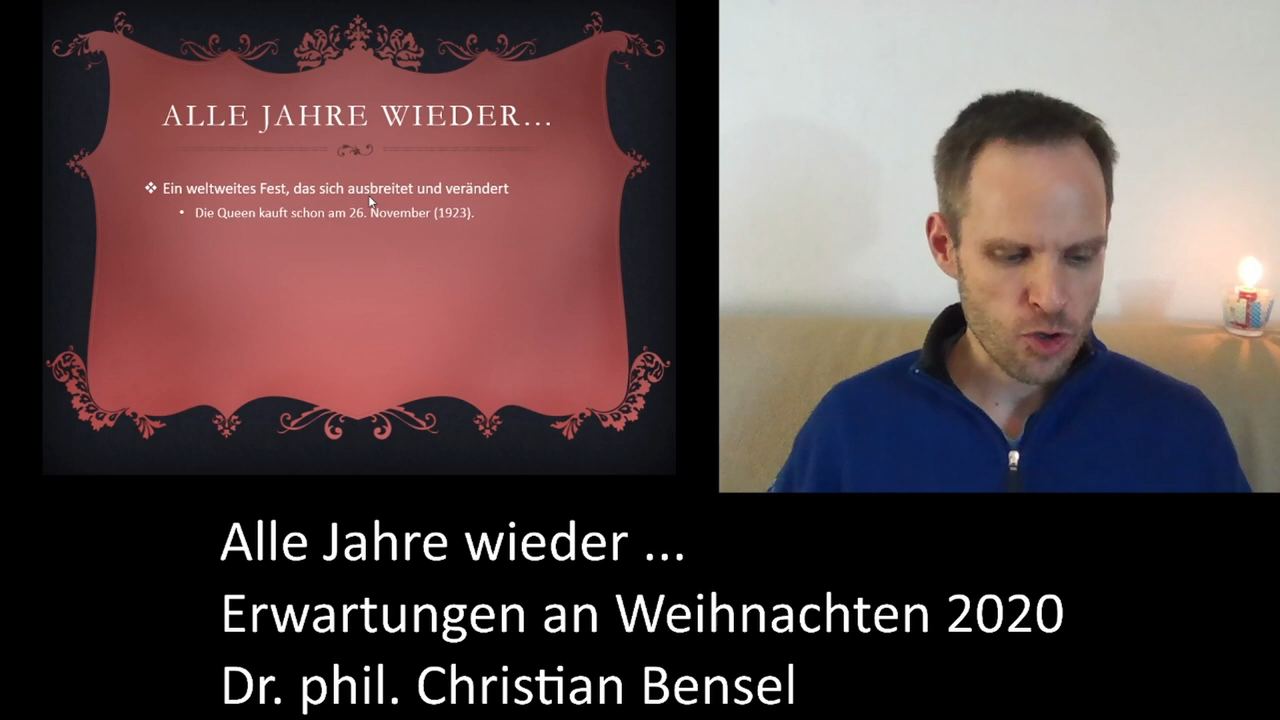 ALLE JAHRE WIEDER...
❖ Ein weltweites Fest, das sich ausbreitet und verändert
• Die Queen kauft schon am 26. November (1923).
Alle Jahre wieder ...
Erwartungen an Weihnachten 2020
Dr. phil. Christian Bensel